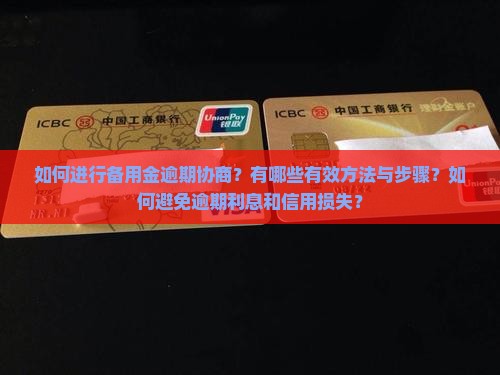 ICBC 中国工商银行
UnionPay
银联
VISA
ICBC 中国工商银行 理财金账户
UnionPay
银联
如何进行备用金逾期协商？有哪些有效方法与步骤？如
何避免逾期利息和信用损失？